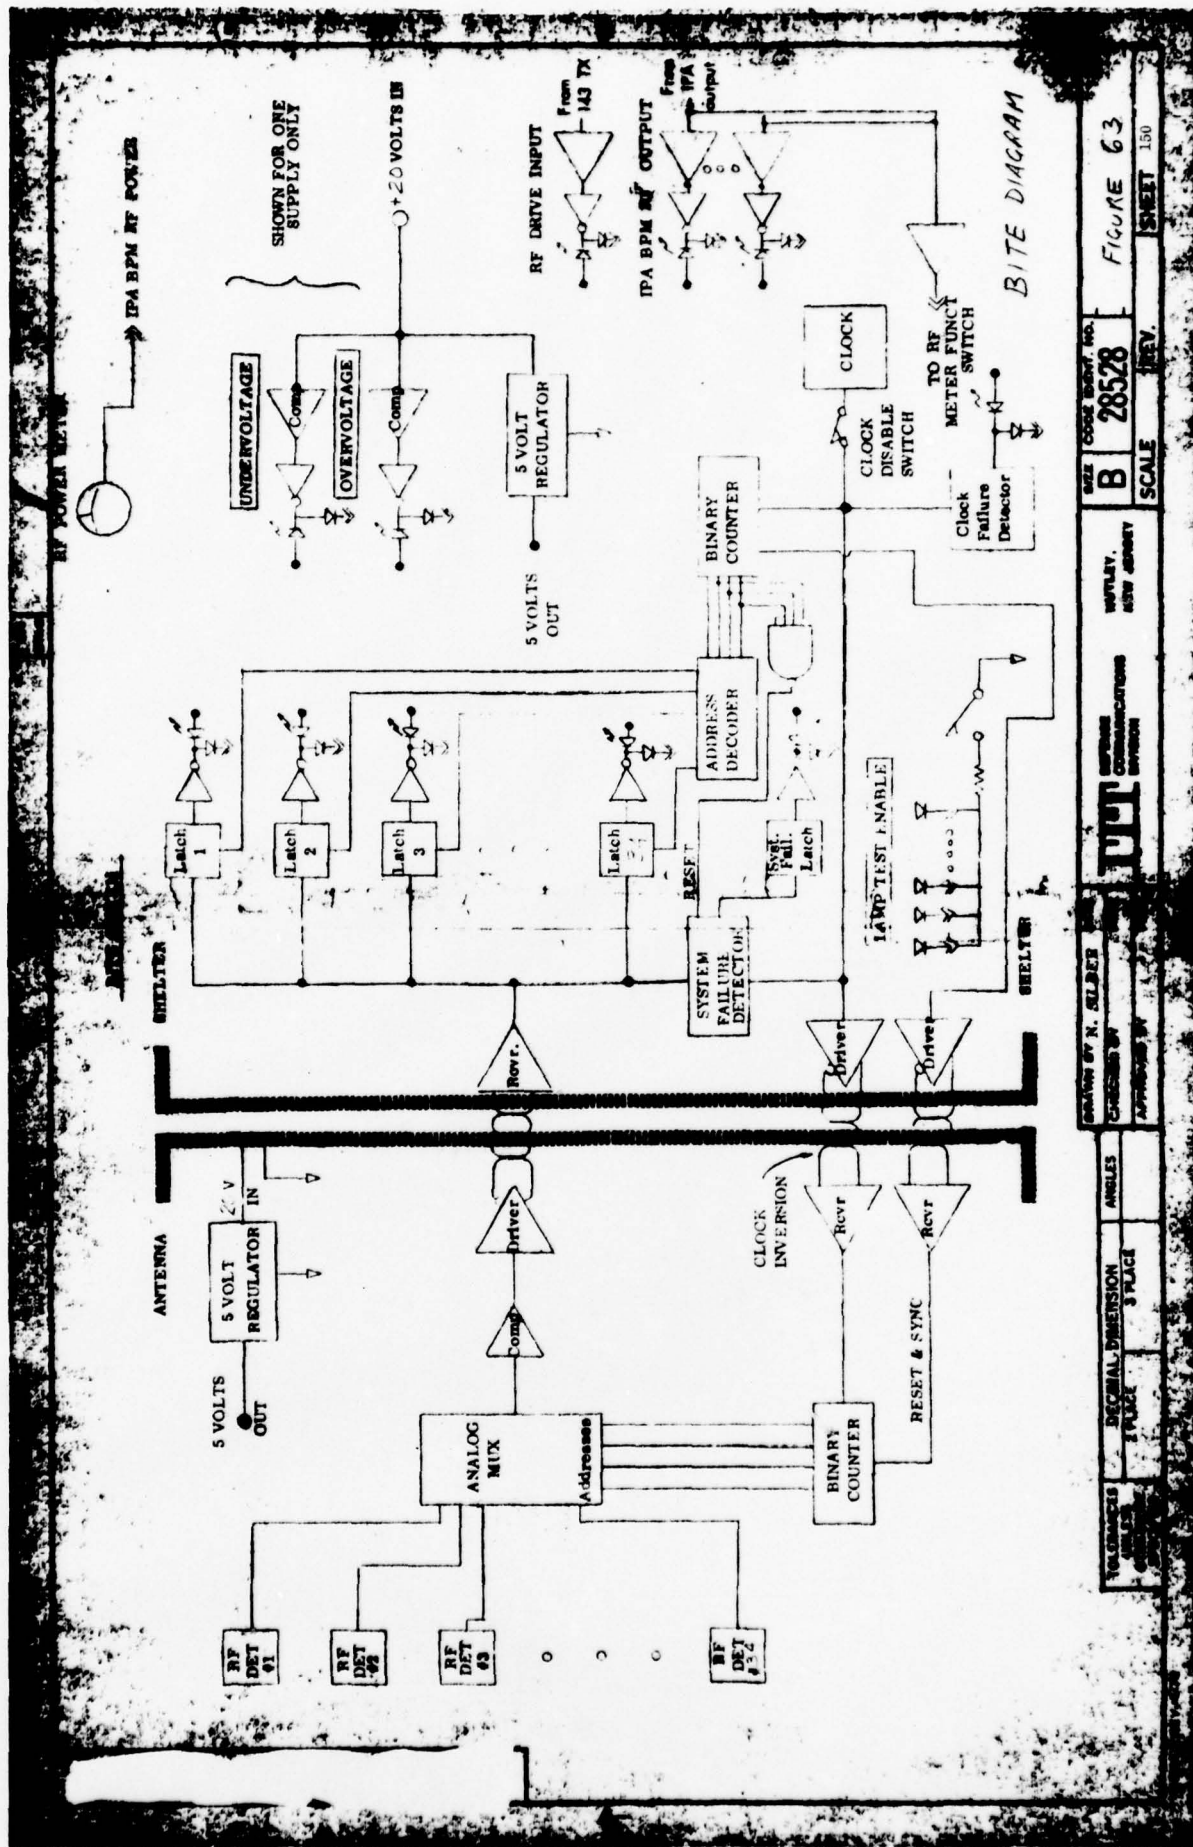 RF POWER METER
IPA BPM RF POWER
SHOWN FOR ONE
SUPPLY ONLY
+20 VOLTS IN
UNDERVOLTAGE
Comp
OVERVOLTAGE
Comp
5 VOLT
REGULATOR
5 VOLTS
OUT
RF DRIVE INPUT
From
143 TX
IPA BPM RF OUTPUT
From
IPA
output
SHELTER
Latch
1
Latch
2
Latch
3
Latch
RESET
ADDRESS
DECODER
BINARY
COUNTER
CLOCK
CLOCK
DISABLE
SWITCH
TO RF
METER FUNCT
SWITCH
Clock
Failure
Detector
Syst.
Fail.
Latch
SYSTEM
FAILURE
DETECTOR
LAMP TEST ENABLE
SHELTER
Rcvr.
Driver
Driver
ANTENNA
5 VOLT
REGULATOR
V
IN
5 VOLTS
OUT
Driver
Comp
ANALOG
MUX
Addresses
CLOCK
INVERSION
Rcvr
Rcvr
BINARY
COUNTER
RESET & SYNC
RF
DET
#1
RF
DET
#2
RF
DET
#3
RF
DET
#32
BITE DIAGRAM
TOLERANCES
DECIMAL DIMENSION
2 PLACE
3 PLACE
ANGLES
DRAWN BY N. SILBER
CHECKED BY
APPROVED BY
ITT
DEFENSE
COMMUNICATIONS
DIVISION
NUTLEY,
NEW JERSEY
SIZE
B
CODE IDENT. NO.
28528
FIGURE 63
SCALE
REV.
SHEET 150